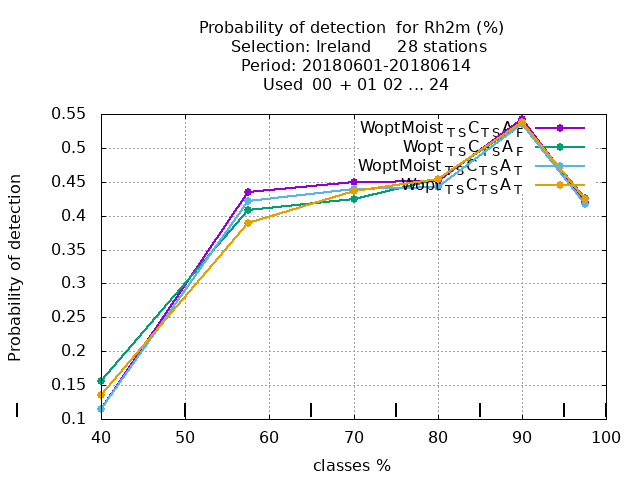 Probability of detection for Rh2m (%)
Selection: Ireland 28 stations
Period: 20180601-20180614
Used 00 + 01 02 ... 24
Probability of detection
0.55
0.5
0.45
0.4
0.35
0.3
0.25
0.2
0.15
0.1
WoptMoist TS C TS A F
Wopt TS C TS A F
WoptMoist TS C TS A T
Wopt TS C TS A T
40 50 60 70 80 90 100
classes %